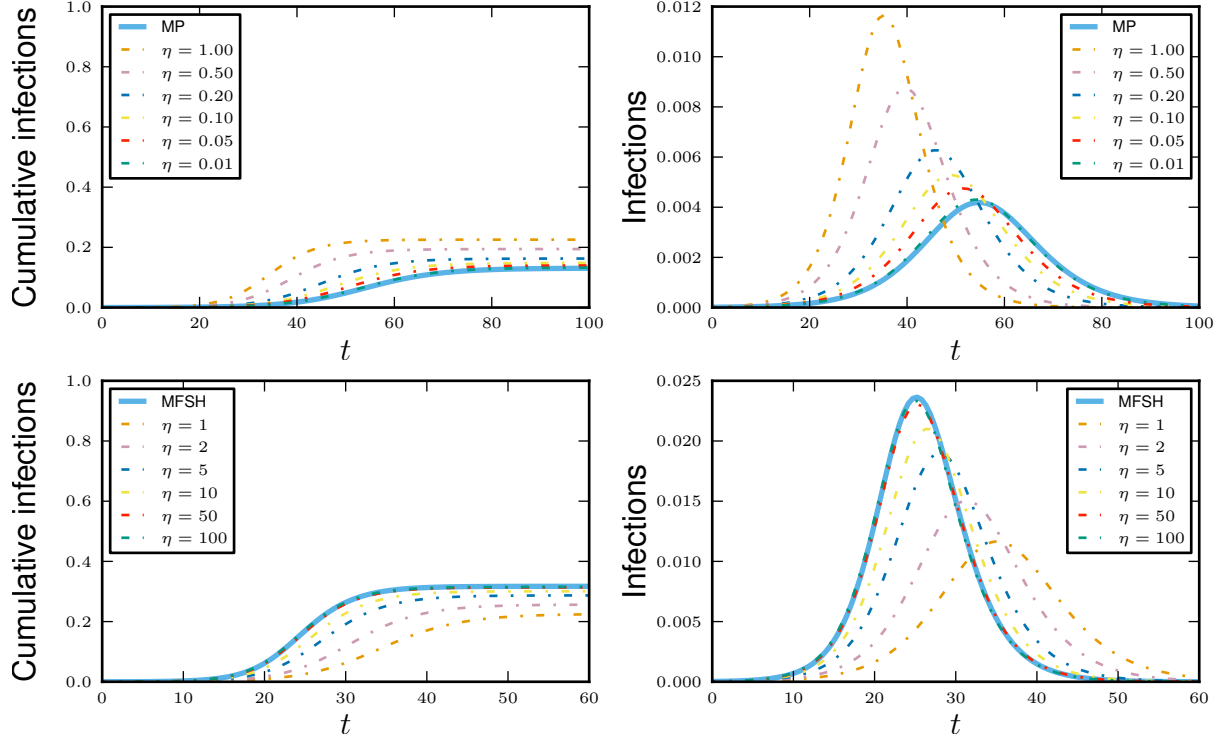 Cumulative infections
1.0
0.8
0.6
0.4
0.2
0.0
0 20 40 60 80 100
t
MP
η = 1.00
η = 0.50
η = 0.20
η = 0.10
η = 0.05
η = 0.01
Infections
0.012
0.010
0.008
0.006
0.004
0.002
0.000
0 20 40 60 80 100
t
MP
η = 1.00
η = 0.50
η = 0.20
η = 0.10
η = 0.05
η = 0.01
Cumulative infections
1.0
0.8
0.6
0.4
0.2
0.0
0 10 20 30 40 50 60
t
MFSH
η = 1
η = 2
η = 5
η = 10
η = 50
η = 100
Infections
0.025
0.020
0.015
0.010
0.005
0.000
0 10 20 30 40 50 60
t
MFSH
η = 1
η = 2
η = 5
η = 10
η = 50
η = 100